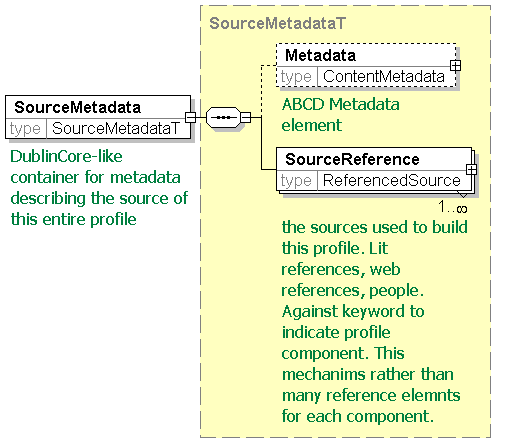 SourceMetadataT
Metadata
type ContentMetadata
ABCD Metadata
element
SourceMetadata
type SourceMetadataT
DublinCore-like
container for metadata
describing the source of
this entire profile
SourceReference
type ReferencedSource
1..∞
the sources used to build
this profile. Lit
references, web
references, people.
Against keyword to
indicate profile
component. This
mechanims rather than
many reference elemnts
for each component.